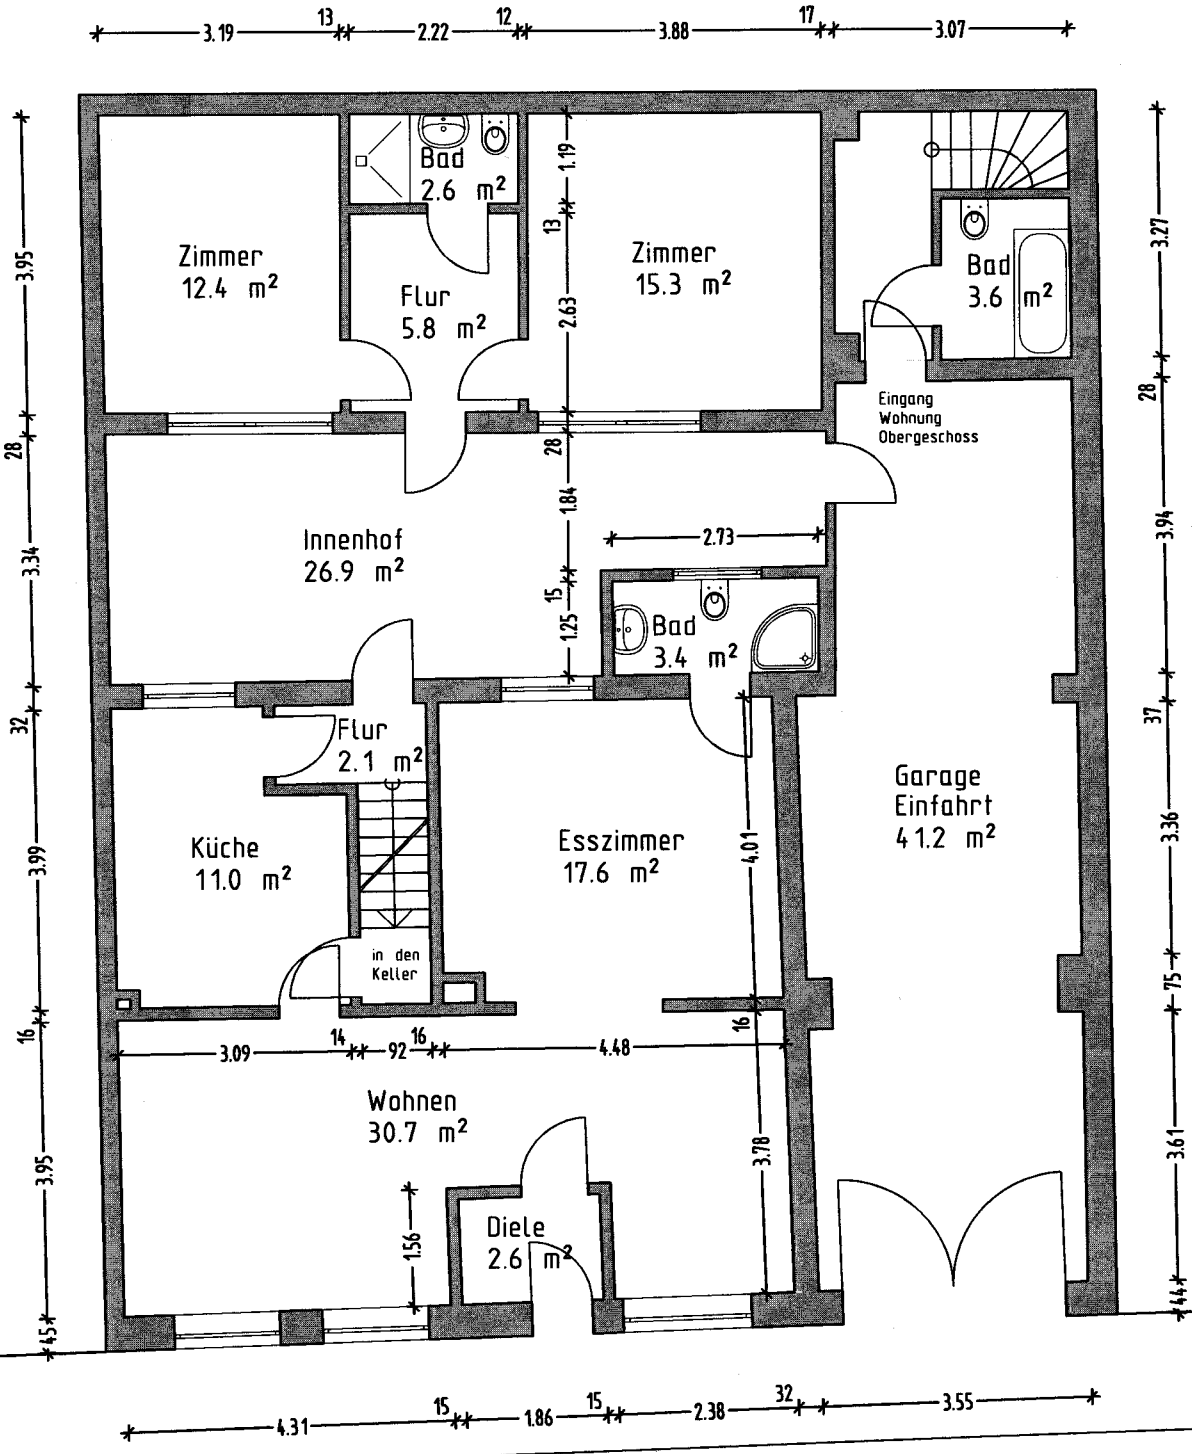 13
12
17
3.19
2.22
3.88
3.07
Bad
2.6 m²
1.19
13
Zimmer
12.4 m²
Zimmer
15.3 m²
Flur
5.8 m²
2.63
Bad
3.6 m²
3.95
3.27
28
28
28
Eingang
Wohnung
Obergeschoss
1.84
2.73
Innenhof
26.9 m²
3.34
3.94
15
1.25
Bad
3.4 m²
32
37
Flur
2.1 m²
Garage
Einfahrt
41.2 m²
Küche
11.0 m²
Esszimmer
17.6 m²
4.01
3.99
3.36
in den
Keller
75
16
14
16
16
3.09
92
4.48
Wohnen
30.7 m²
3.95
3.78
3.61
1.56
Diele
2.6 m²
45
44
15
15
32
4.31
1.86
2.38
3.55